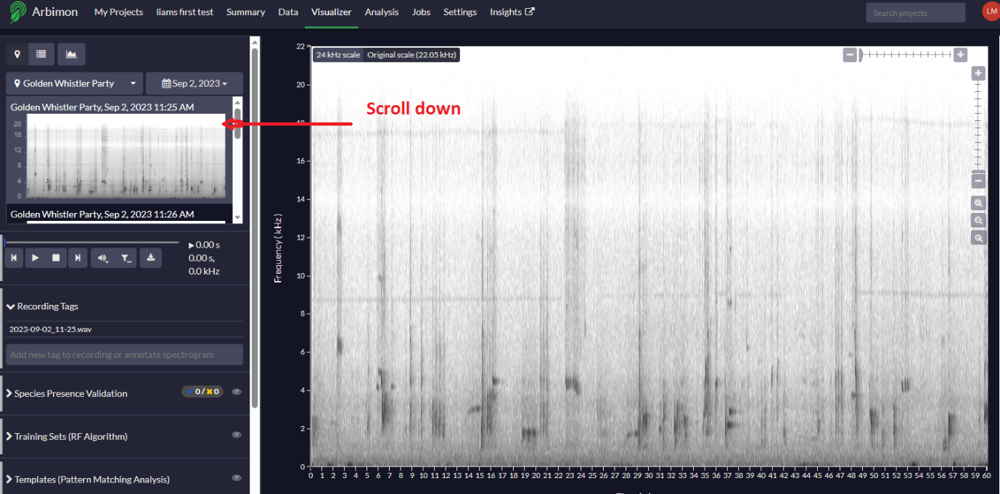 Arbimon My Projects liams first test Summary Data Visualizer Analysis Jobs Settings Insights Search projects LM
Golden Whistler Party Sep 2, 2023
Golden Whistler Party, Sep 2, 2023 11:25 AM
20
16
12
8
4
0
Golden Whistler Party, Sep 2, 2023 11:26 AM
0.00 s
0.00 s,
0.0 kHz
Recording Tags
2023-09-02_11-25.wav
Add new tag to recording or annotate spectrogram
Species Presence Validation 0 / 0
Training Sets (RF Algorithm)
Templates (Pattern Matching Analysis)
24 kHz scale Original scale (22.05 kHz)
Scroll down
Frequency ( kHz )
22
20
18
16
14
12
10
8
6
4
2
0
0 1 2 3 4 5 6 7 8 9 10 11 12 13 14 15 16 17 18 19 20 21 22 23 24 25 26 27 28 29 30 31 32 33 34 35 36 37 38 39 40 41 42 43 44 45 46 47 48 49 50 51 52 53 54 55 56 57 58 59 60